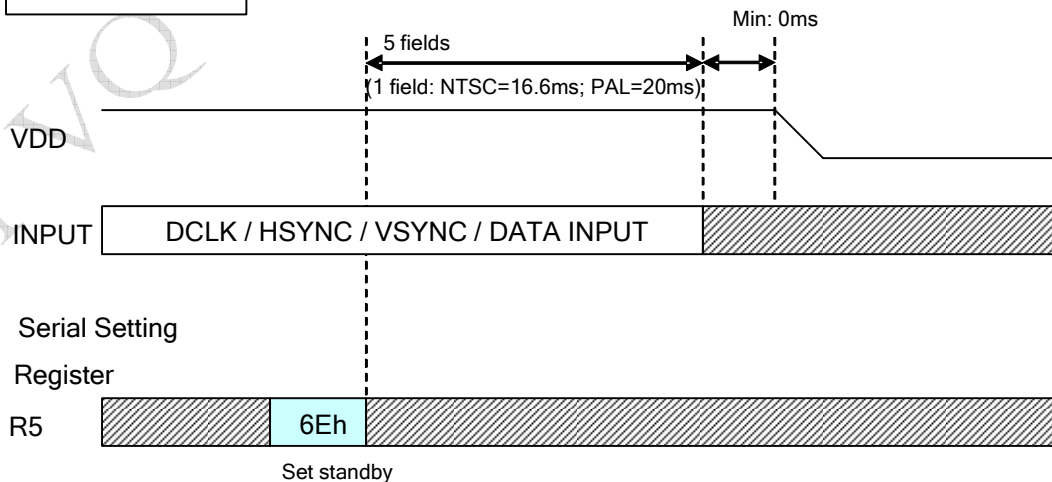 Min: 0ms
5 fields
(1 field: NTSC=16.6ms; PAL=20ms)
VDD
INPUT
DCLK / HSYNC / VSYNC / DATA INPUT
Serial Setting
Register
R5
6Eh
Set standby
VQ